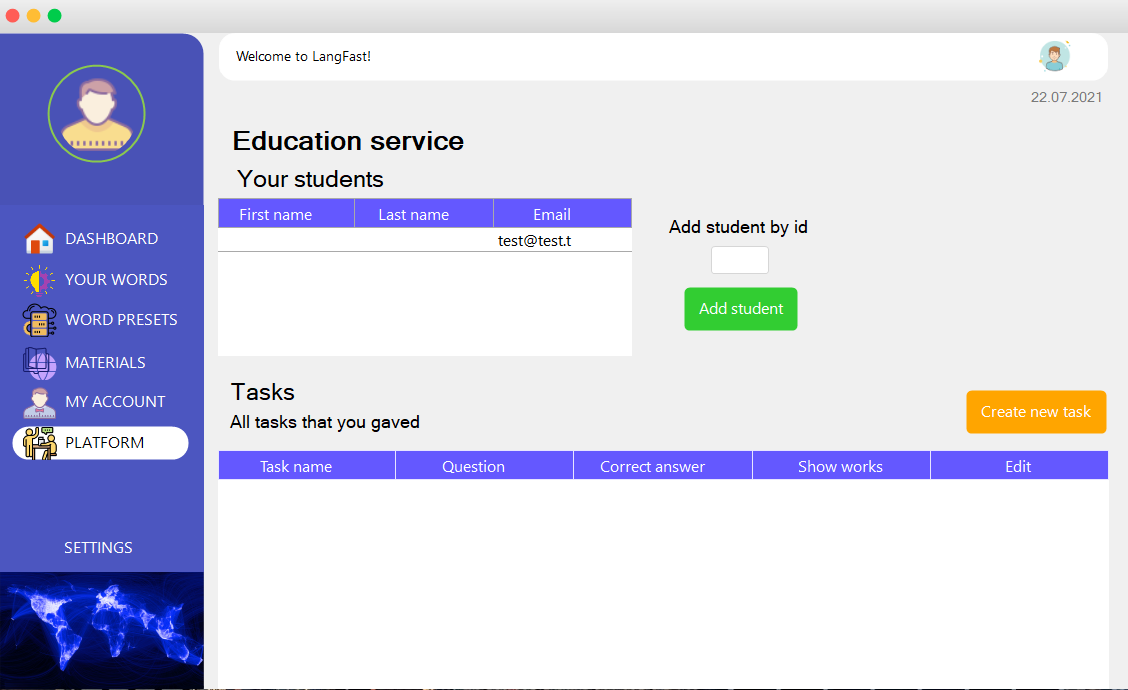 Welcome to LangFast!
22.07.2021
DASHBOARD
YOUR WORDS
WORD PRESETS
MATERIALS
MY ACCOUNT
PLATFORM
SETTINGS
Education service
Your students
First name Last name Email
test@test.t
Add student by id
Add student
Tasks
All tasks that you gaved
Create new task
Task name Question Correct answer Show works Edit